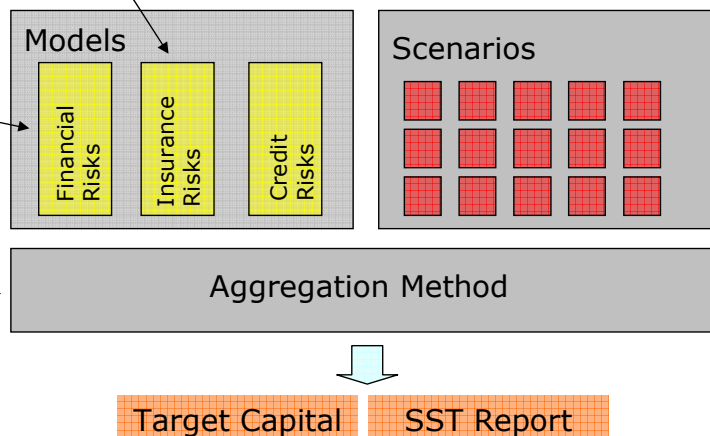 Models
Financial
Risks
Insurance
Risks
Credit
Risks
Scenarios
Aggregation Method
Target Capital
SST Report